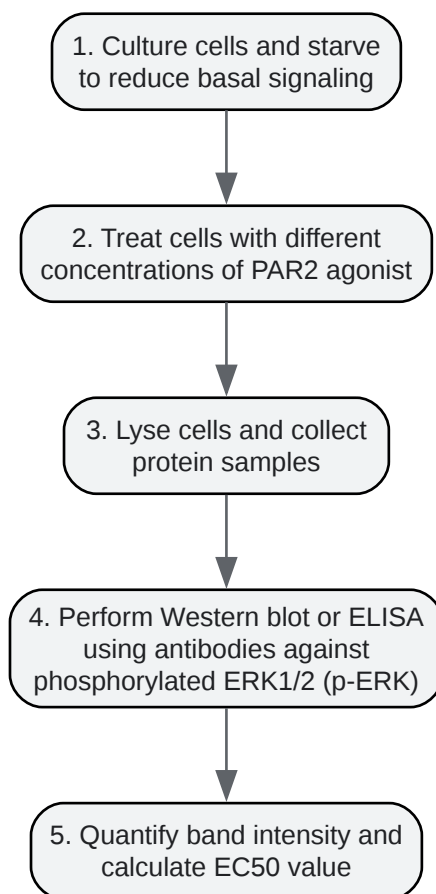 1. Culture cells and starve
to reduce basal signaling
2. Treat cells with different
concentrations of PAR2 agonist
3. Lyse cells and collect
protein samples
4. Perform Western blot or ELISA
using antibodies against
phosphorylated ERK1/2 (p-ERK)
5. Quantify band intensity and
calculate EC50 value